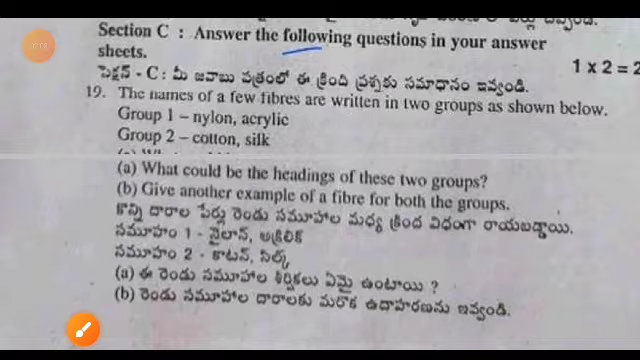 Section C : Answer the following questions in your answer
sheets.
1 x 2 = 2
సెక్షన్ - C: మీ జవాబు పత్రంలో ఈ క్రింది ప్రశ్నకు సమాధానం ఇవ్వండి.
19. The names of a few fibres are written in two groups as shown below.
Group 1 – nylon, acrylic
Group 2 – cotton, silk
(a) What could be the headings of these two groups?
(b) Give another example of a fibre for both the groups.
కొన్ని దారాల పేర్లు రెండు సమూహాల మధ్య క్రింద విధంగా రాయబడ్డాయి.
సమూహం 1 - నైలాన్, అక్రిలిక్
సమూహం 2 - కాటన్, సిల్క్
(a) ఈ రెండు సమూహాల శీర్షికలు ఏమై ఉంటాయి ?
(b) రెండు సమూహాల దారాలకు మరొక ఉదాహరణను ఇవ్వండి.